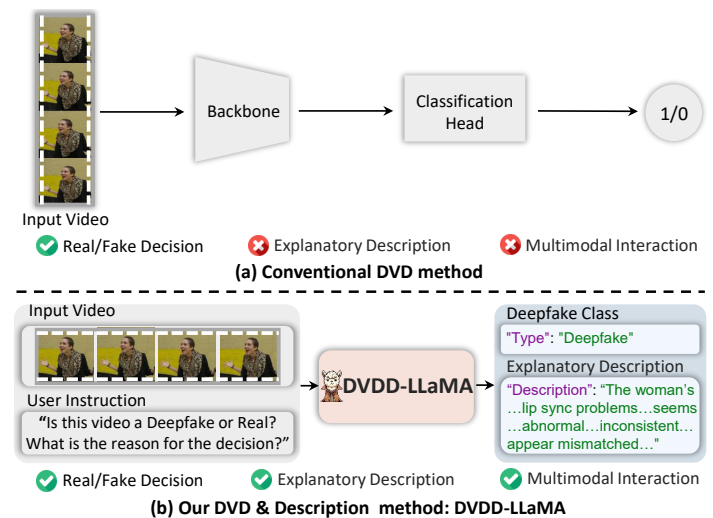 Backbone
Classification
Head
1/0
Input Video
Real/Fake Decision
Explanatory Description
Multimodal Interaction
(a) Conventional DVD method
Input Video
User Instruction
“Is this video a Deepfake or Real?
What is the reason for the decision?”
DVDD-LLaMA
Deepfake Class
"Type": "Deepfake"
Explanatory Description
“Description”: “The woman’s
…lip sync problems…seems
…abnormal…inconsistent…
appear mismatched…"
Real/Fake Decision
Explanatory Description
Multimodal Interaction
(b) Our DVD & Description method: DVDD-LLaMA